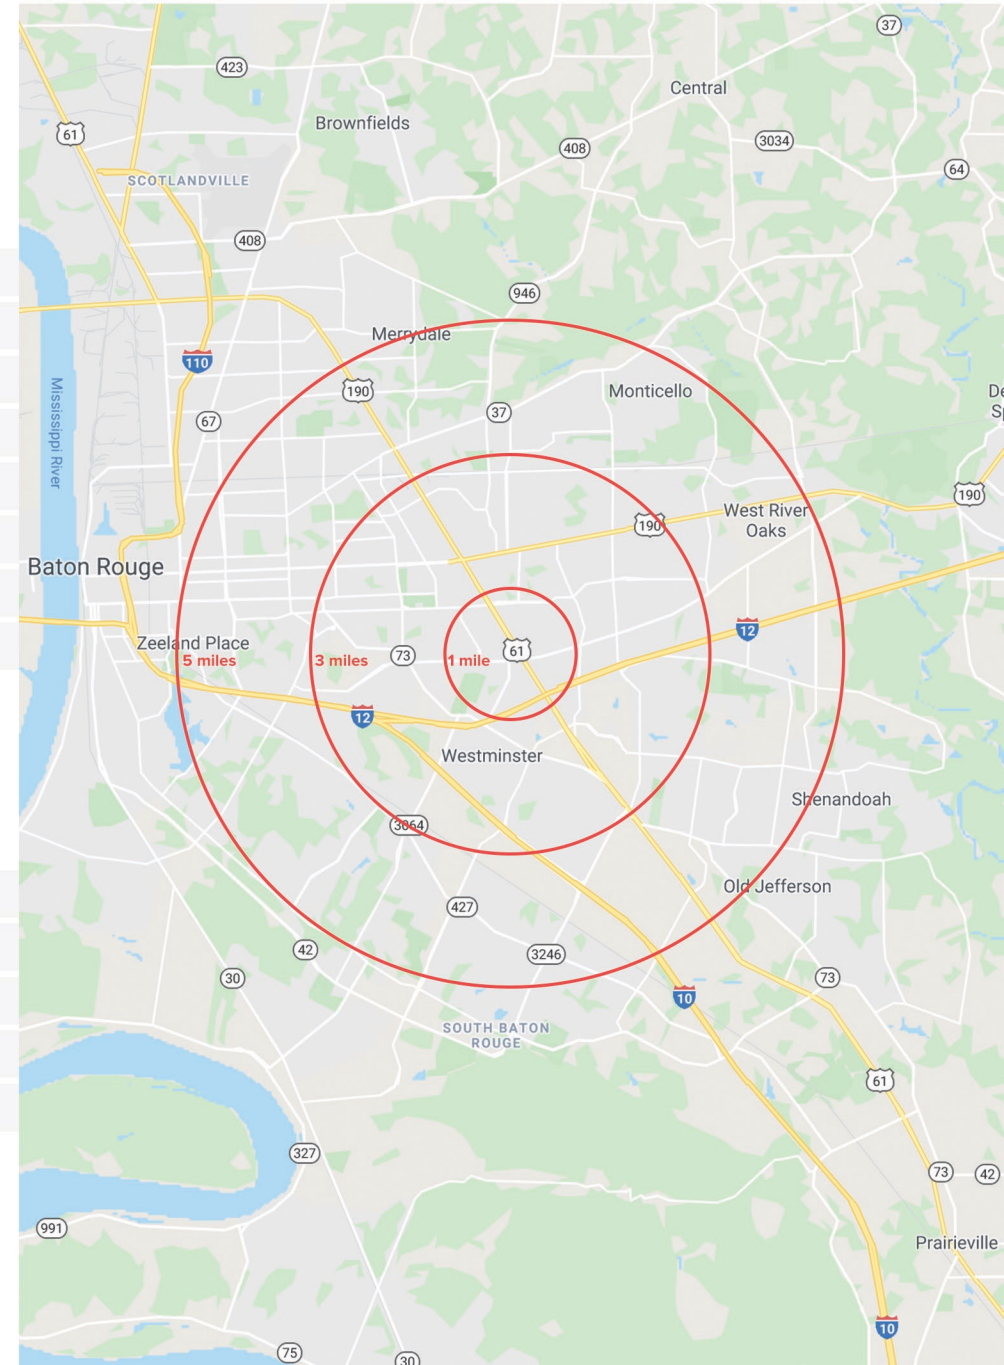 37
423
Central
Brownfields
61
3034
408
64
SCOTLANDVILLE
408
946
Merrydale
110
190
Monticello
Mississippi River
67
37
190
West River
Oaks
190
Baton Rouge
12
Zeeland Place
5 miles
3 miles
73
1 mile
61
12
Westminster
Shenandoah
3064
Old Jefferson
427
42
3246
30
73
10
SOUTH BATON
ROUGE
61
327
73
42
991
Prairieville
10
75
30